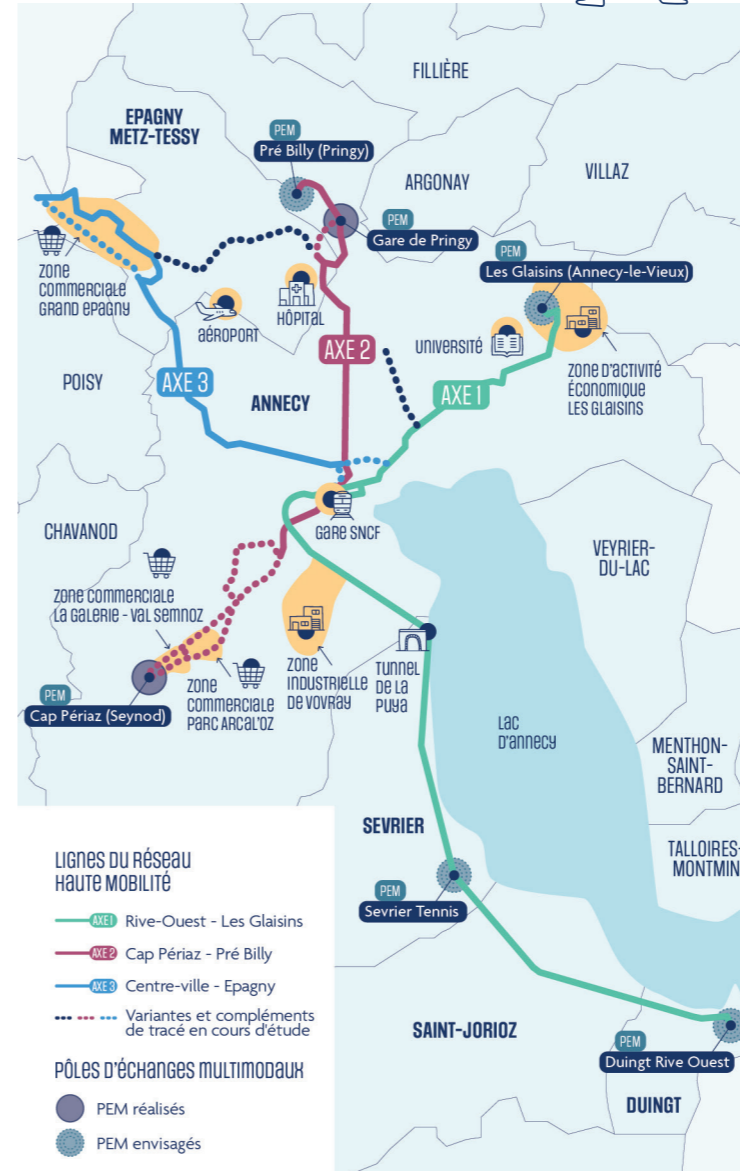 FILLIÈRE
EPAGNY
METZ-TESSY
PEM
Pré Billy (Pringy)
ARGONAY
VILLAZ
PEM
Gare de Pringy
PEM
Les Glaisins (Annecy-le-Vieux)
ZONE
COMMERCIALE
GRAND EPAGNY
AÉROPORT
HÔPITAL
UNIVERSITÉ
ZONE D'ACTIVITÉ
ÉCONOMIQUE
LES GLAISINS
POISY
AXE 3
AXE 2
AXE 1
ANNECY
CHAVANOD
GARE SNCF
VEYRIER-
DU-LAC
ZONE COMMERCIALE
LA GALERIE - VAL SEMNOZ
PEM
Cap Périaz (Seynod)
ZONE
COMMERCIALE
PARC ARCAL'OZ
ZONE
INDUSTRIELLE
DE VOVRAY
TUNNEL
DE LA
PUYA
LAC
D'ANNECY
MENTHON-
SAINT-
BERNARD
SEVRIER
TALLOIRES-
MONTMIN
PEM
Sevrier Tennis
SAINT-JORIOZ
PEM
Duingt Rive Ouest
DUINGT
LIGNES DU RÉSEAU
HAUTE MOBILITÉ
AXE 1 Rive-Ouest - Les Glaisins
AXE 2 Cap Périaz - Pré Billy
AXE 3 Centre-ville - Epagny
Variantes et compléments
de tracé en cours d'étude
PÔLES D'ÉCHANGES MULTIMODAUX
PEM réalisés
PEM envisagés